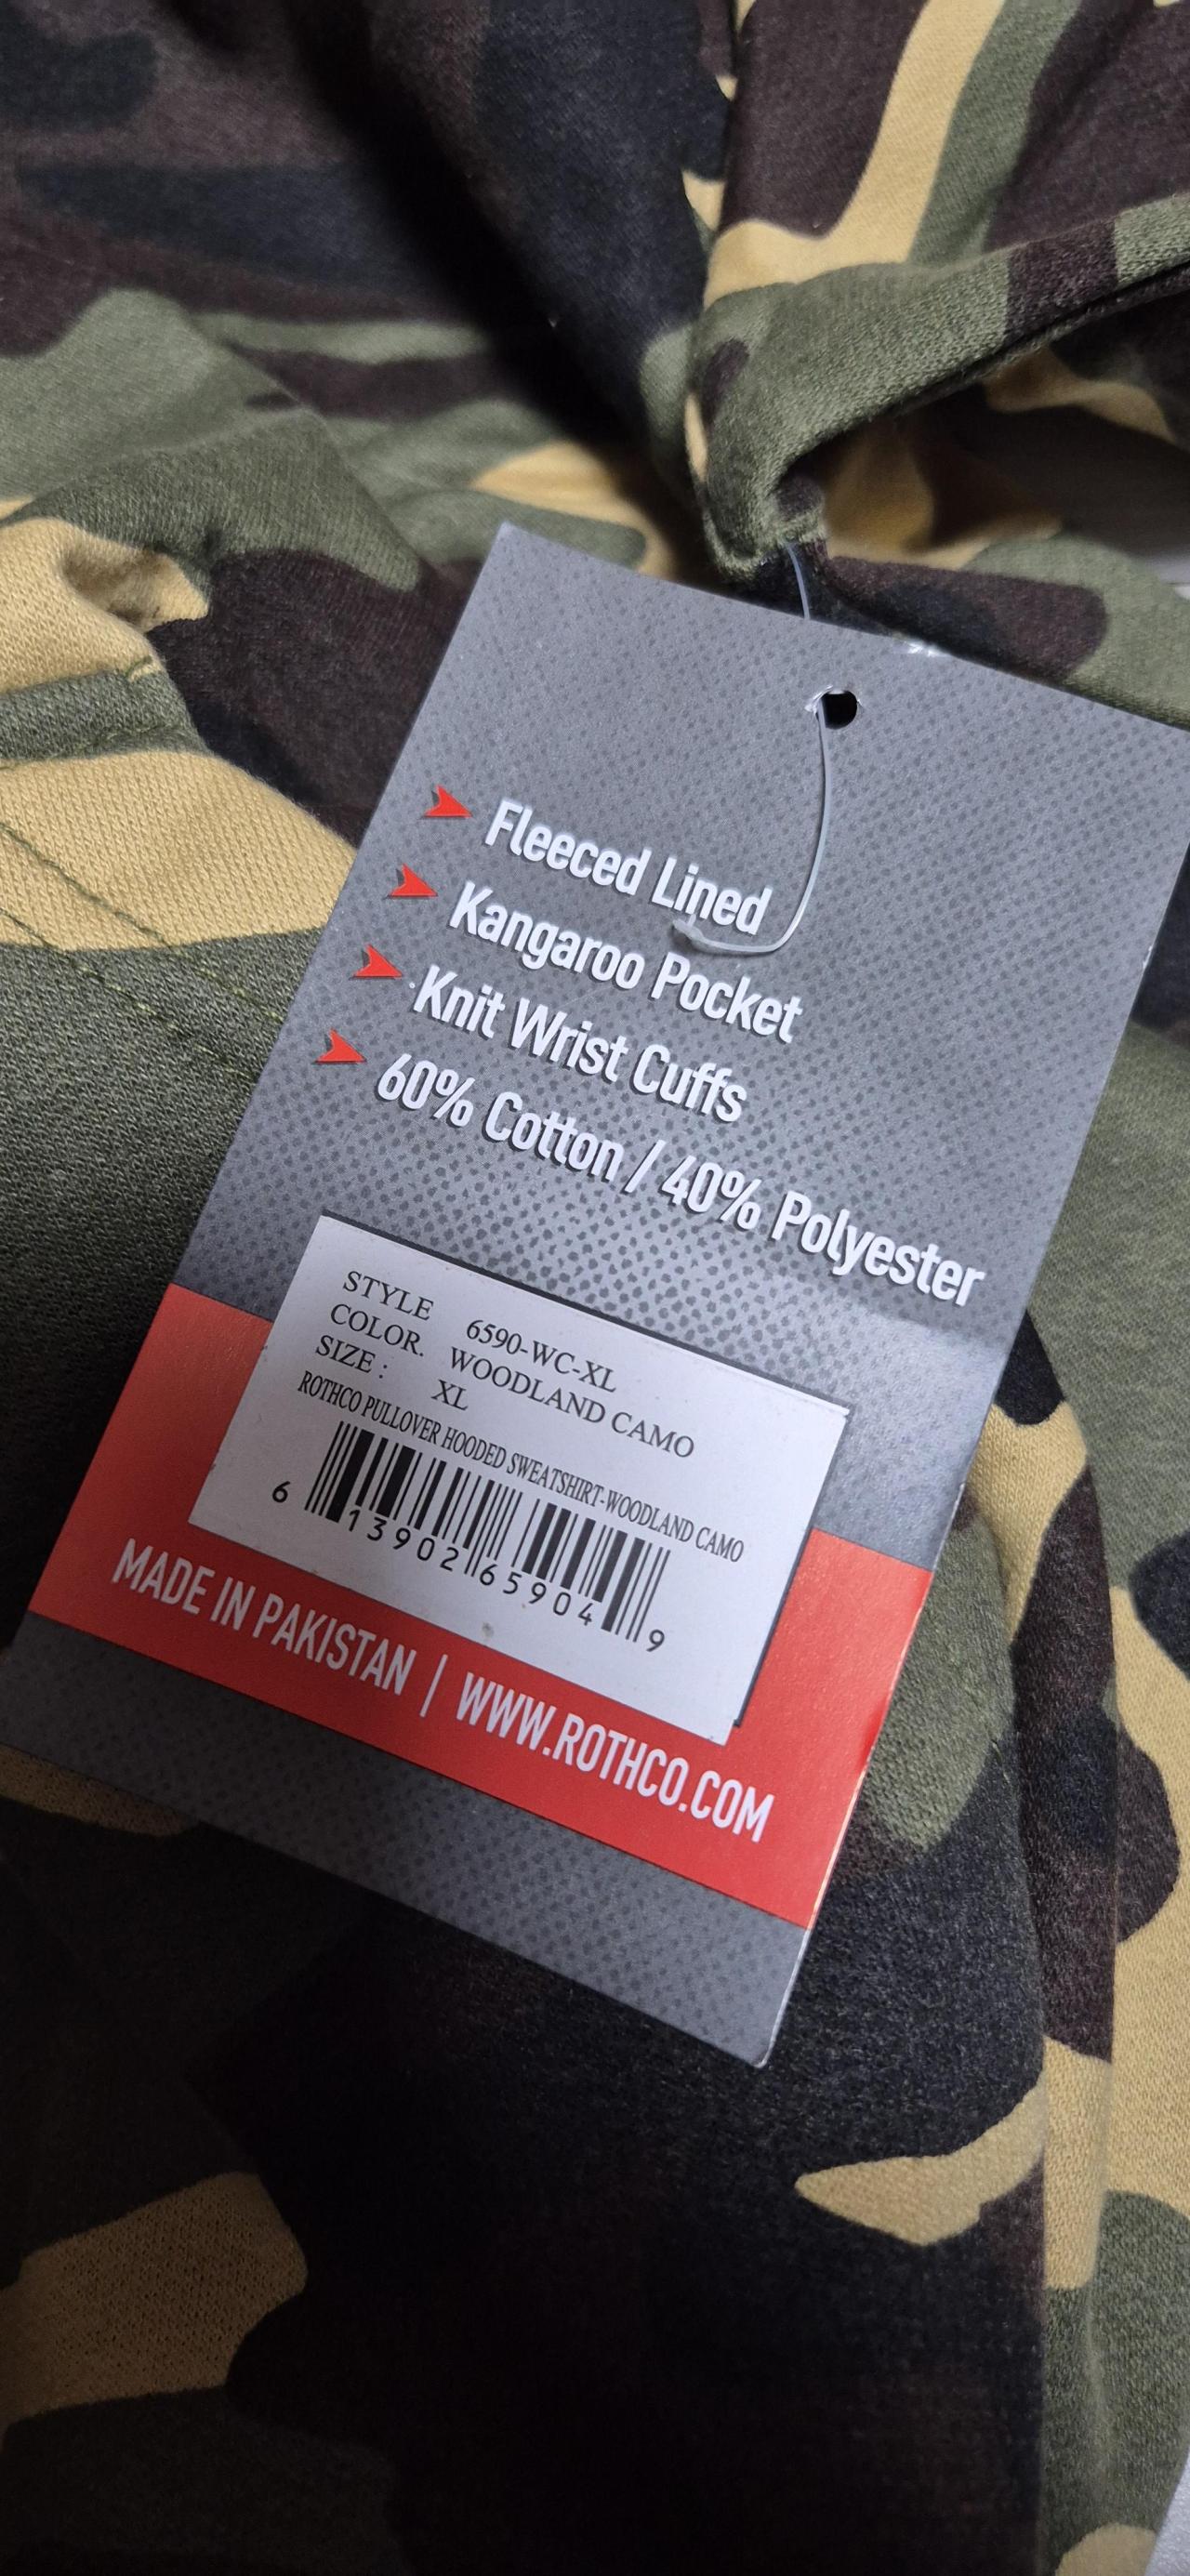 Fleeced Lined
Kangaroo Pocket
Knit Wrist Cuffs
60% Cotton / 40% Polyester
STYLE 6590-WC-XL
COLOR. WOODLAND CAMO
SIZE : XL
ROTHCO PULLOVER HOODED SWEATSHIRT-WOODLAND CAMO
6 13902 65904 9
MADE IN PAKISTAN | WWW.ROTHCO.COM